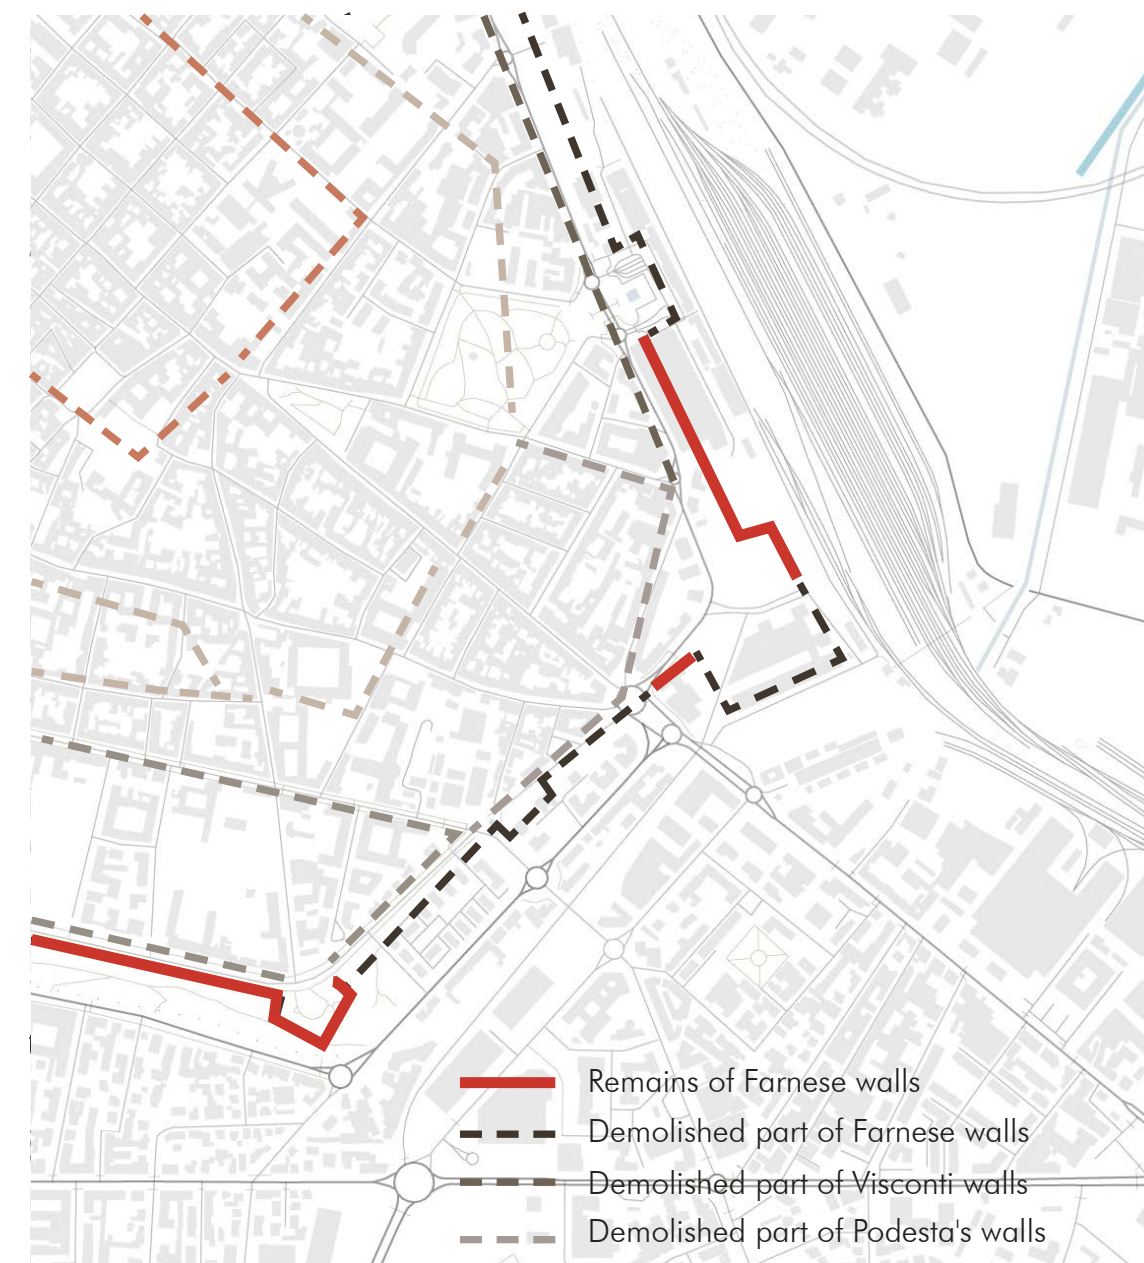 Remains of Farnese walls
Demolished part of Farnese walls
Demolished part of Visconti walls
Demolished part of Podesta's walls